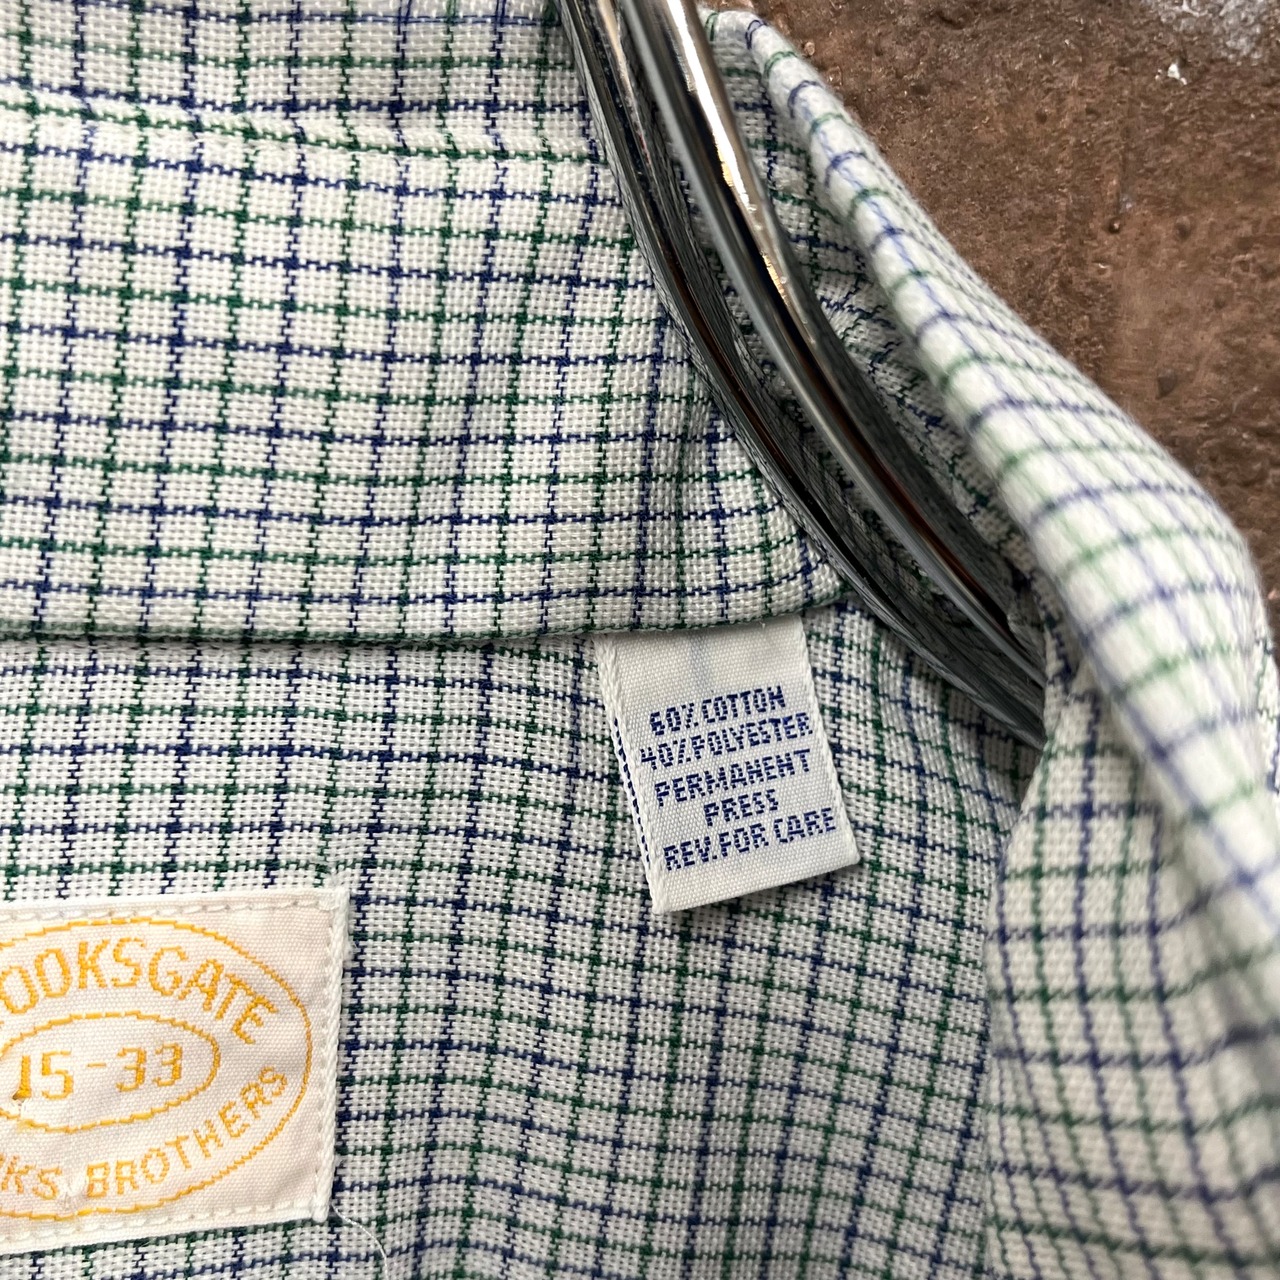 60% COTTON
40% POLYESTER
PERMANENT
PRESS
REV. FOR CARE
OOKSGATE
15-33
KS BROTHERS